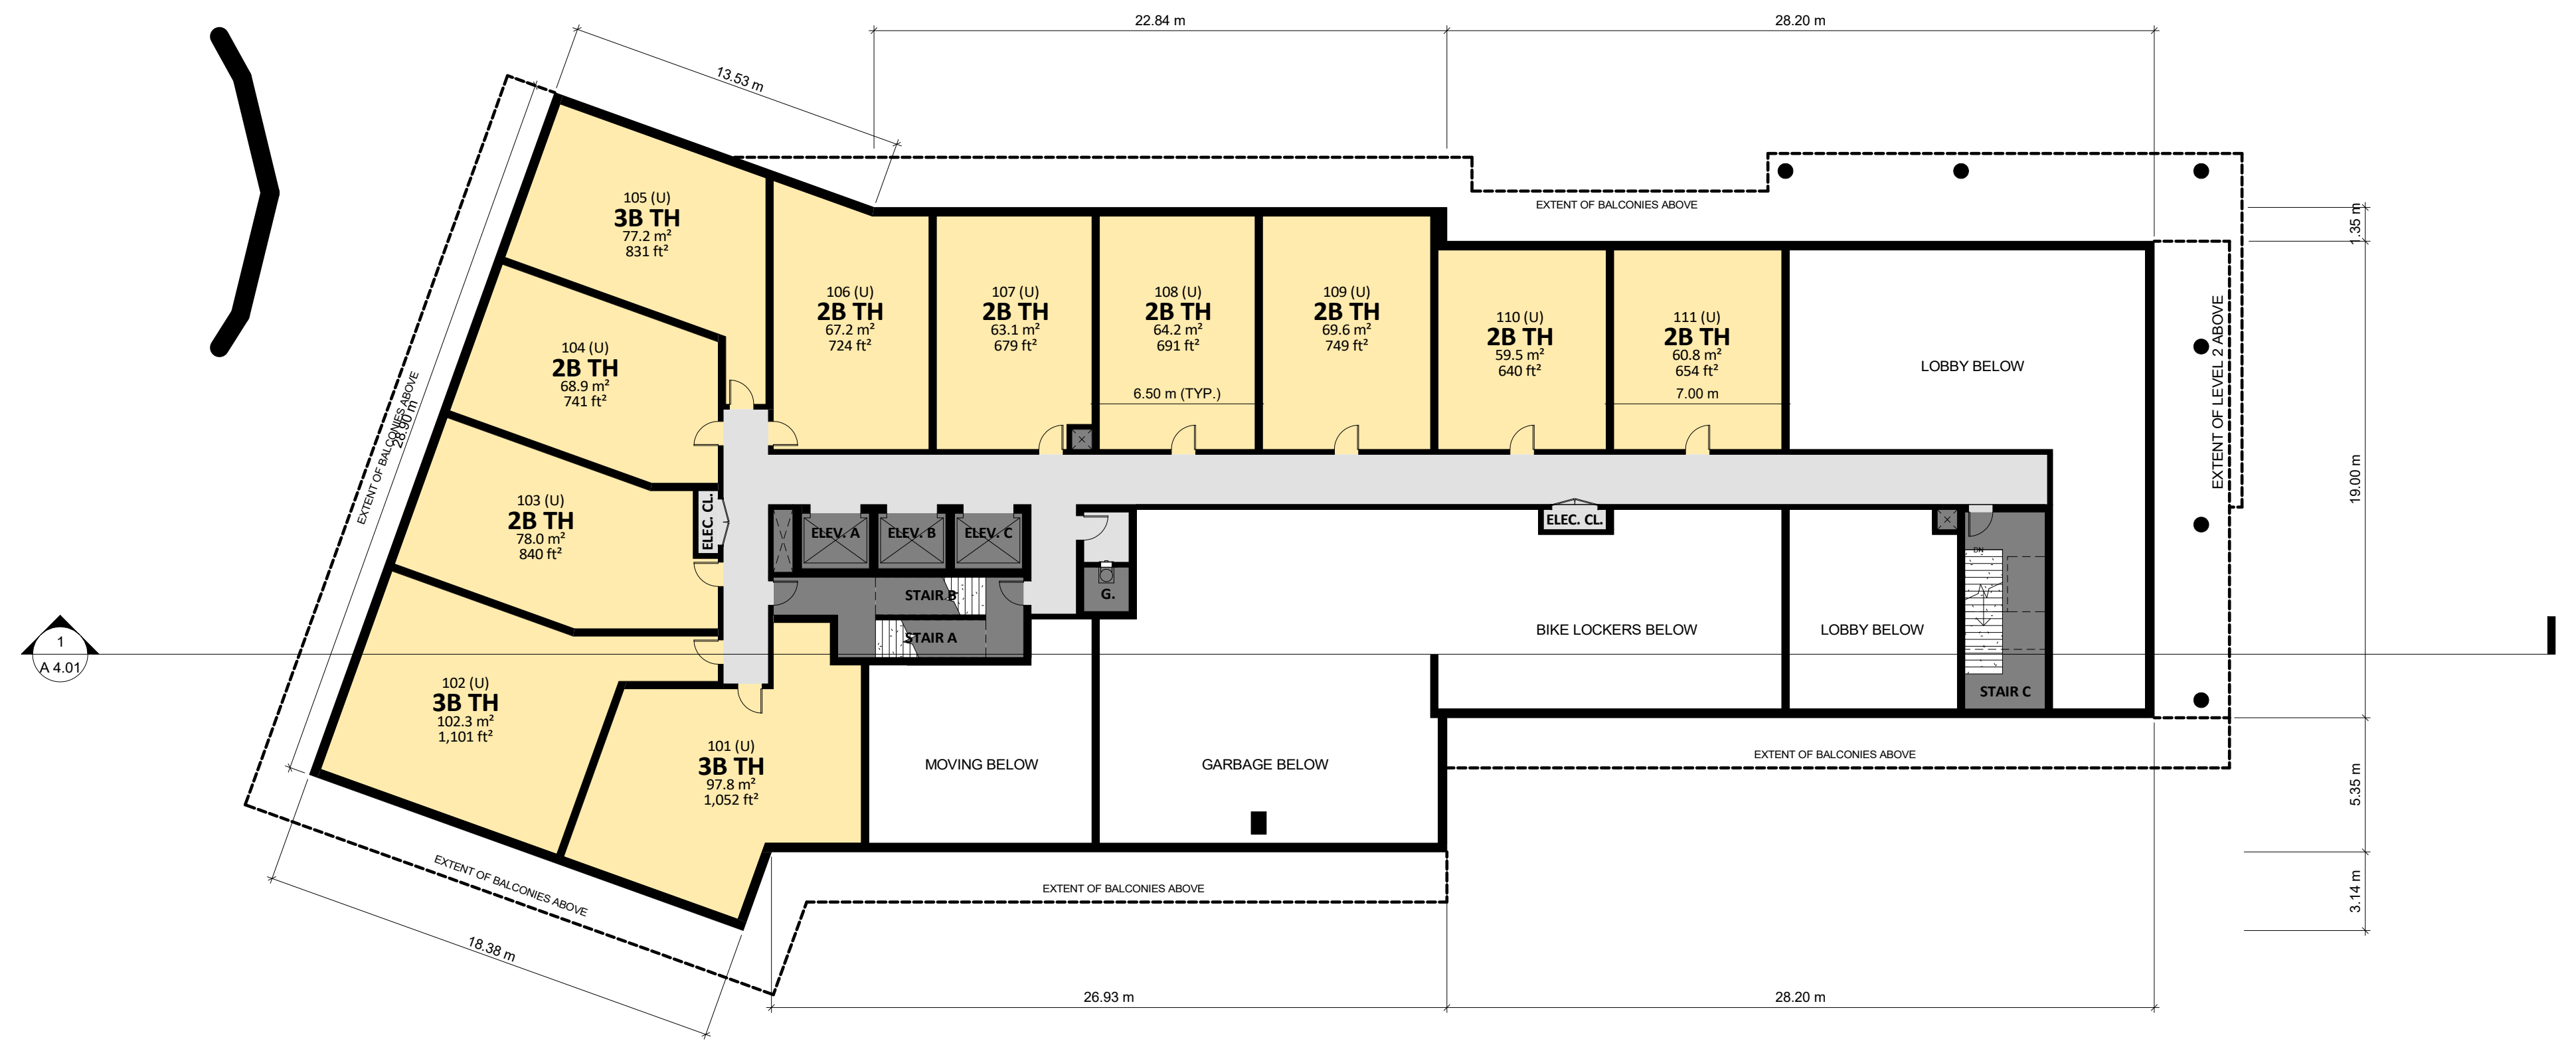 22.84 m
28.20 m
13.53 m
EXTENT OF BALCONIES ABOVE
1.35 m
105 (U)
3B TH
77.2 m²
831 ft²
106 (U)
2B TH
67.2 m²
724 ft²
107 (U)
2B TH
63.1 m²
679 ft²
108 (U)
2B TH
64.2 m²
691 ft²
6.50 m (TYP.)
109 (U)
2B TH
69.6 m²
749 ft²
110 (U)
2B TH
59.5 m²
640 ft²
111 (U)
2B TH
60.8 m²
654 ft²
7.00 m
LOBBY BELOW
EXTENT OF LEVEL 2 ABOVE
19.00 m
104 (U)
2B TH
68.9 m²
741 ft²
EXTENT OF BALCONIES ABOVE
28.90 m
103 (U)
2B TH
78.0 m²
840 ft²
ELEC. CL.
ELEV. A
ELEV. B
ELEV. C
ELEC. CL.
STAIR B
G.
DN
STAIR A
BIKE LOCKERS BELOW
LOBBY BELOW
STAIR C
1
A 4.01
102 (U)
3B TH
102.3 m²
1,101 ft²
101 (U)
3B TH
97.8 m²
1,052 ft²
MOVING BELOW
GARBAGE BELOW
EXTENT OF BALCONIES ABOVE
5.35 m
EXTENT OF BALCONIES ABOVE
EXTENT OF BALCONIES ABOVE
3.14 m
18.38 m
26.93 m
28.20 m